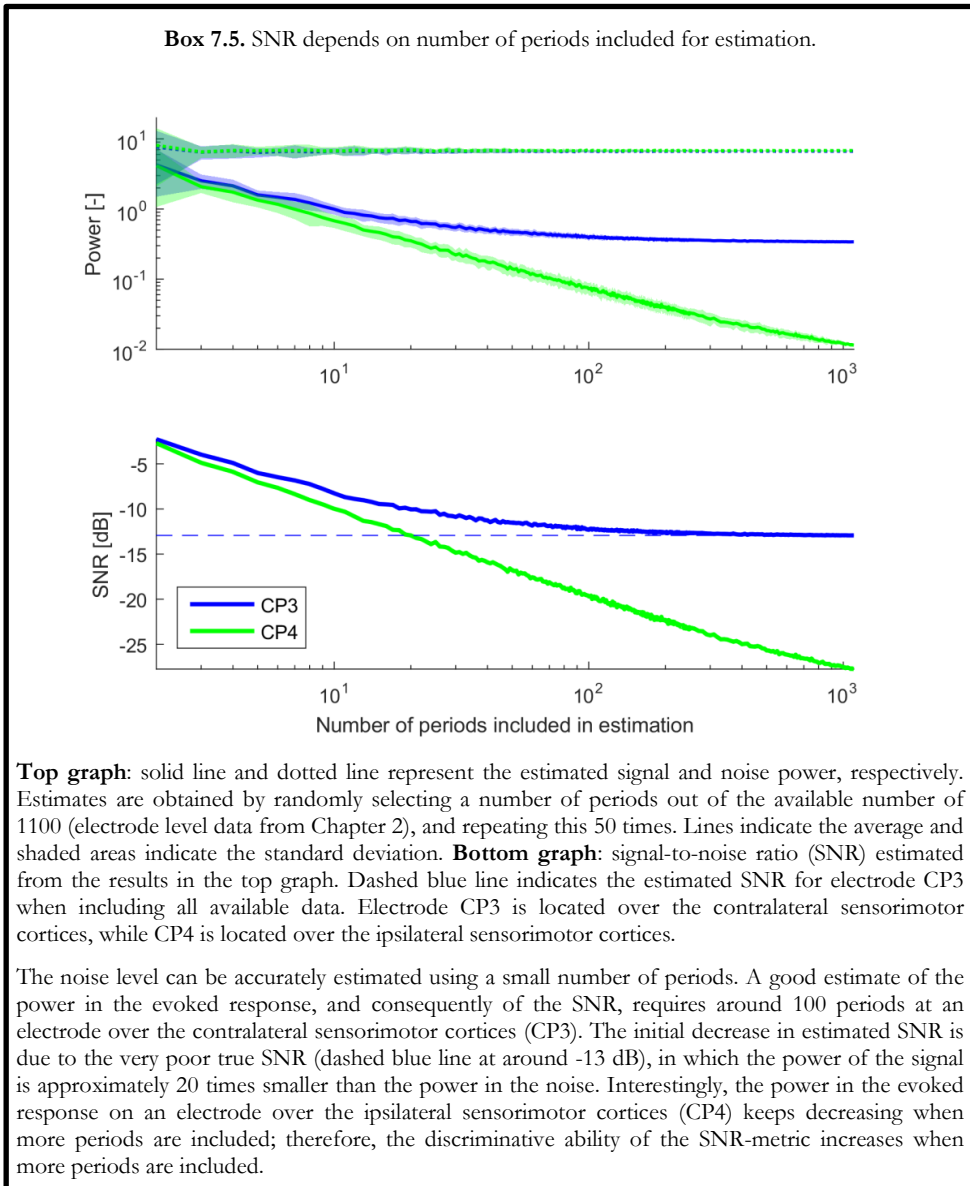 Box 7.5. SNR depends on number of periods included for estimation.
Power [-]
10^1
10^0
10^-1
10^-2
10^1
10^2
10^3
SNR [dB]
-5
-10
-15
-20
-25
CP3
CP4
10^1
10^2
10^3
Number of periods included in estimation
Top graph: solid line and dotted line represent the estimated signal and noise power, respectively.
Estimates are obtained by randomly selecting a number of periods out of the available number of
1100 (electrode level data from Chapter 2), and repeating this 50 times. Lines indicate the average and
shaded areas indicate the standard deviation. Bottom graph: signal-to-noise ratio (SNR) estimated
from the results in the top graph. Dashed blue line indicates the estimated SNR for electrode CP3
when including all available data. Electrode CP3 is located over the contralateral sensorimotor
cortices, while CP4 is located over the ipsilateral sensorimotor cortices.
The noise level can be accurately estimated using a small number of periods. A good estimate of the
power in the evoked response, and consequently of the SNR, requires around 100 periods at an
electrode over the contralateral sensorimotor cortices (CP3). The initial decrease in estimated SNR is
due to the very poor true SNR (dashed blue line at around -13 dB), in which the power of the signal
is approximately 20 times smaller than the power in the noise. Interestingly, the power in the evoked
response on an electrode over the ipsilateral sensorimotor cortices (CP4) keeps decreasing when
more periods are included; therefore, the discriminative ability of the SNR-metric increases when
more periods are included.